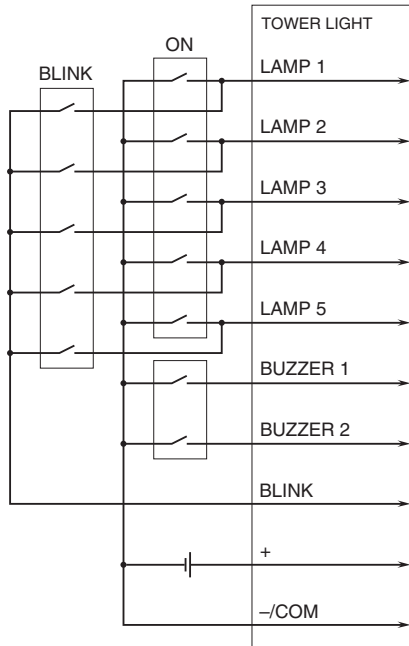 TOWER LIGHT
ON
BLINK
LAMP 1
LAMP 2
LAMP 3
LAMP 4
LAMP 5
BUZZER 1
BUZZER 2
BLINK
+
–/COM